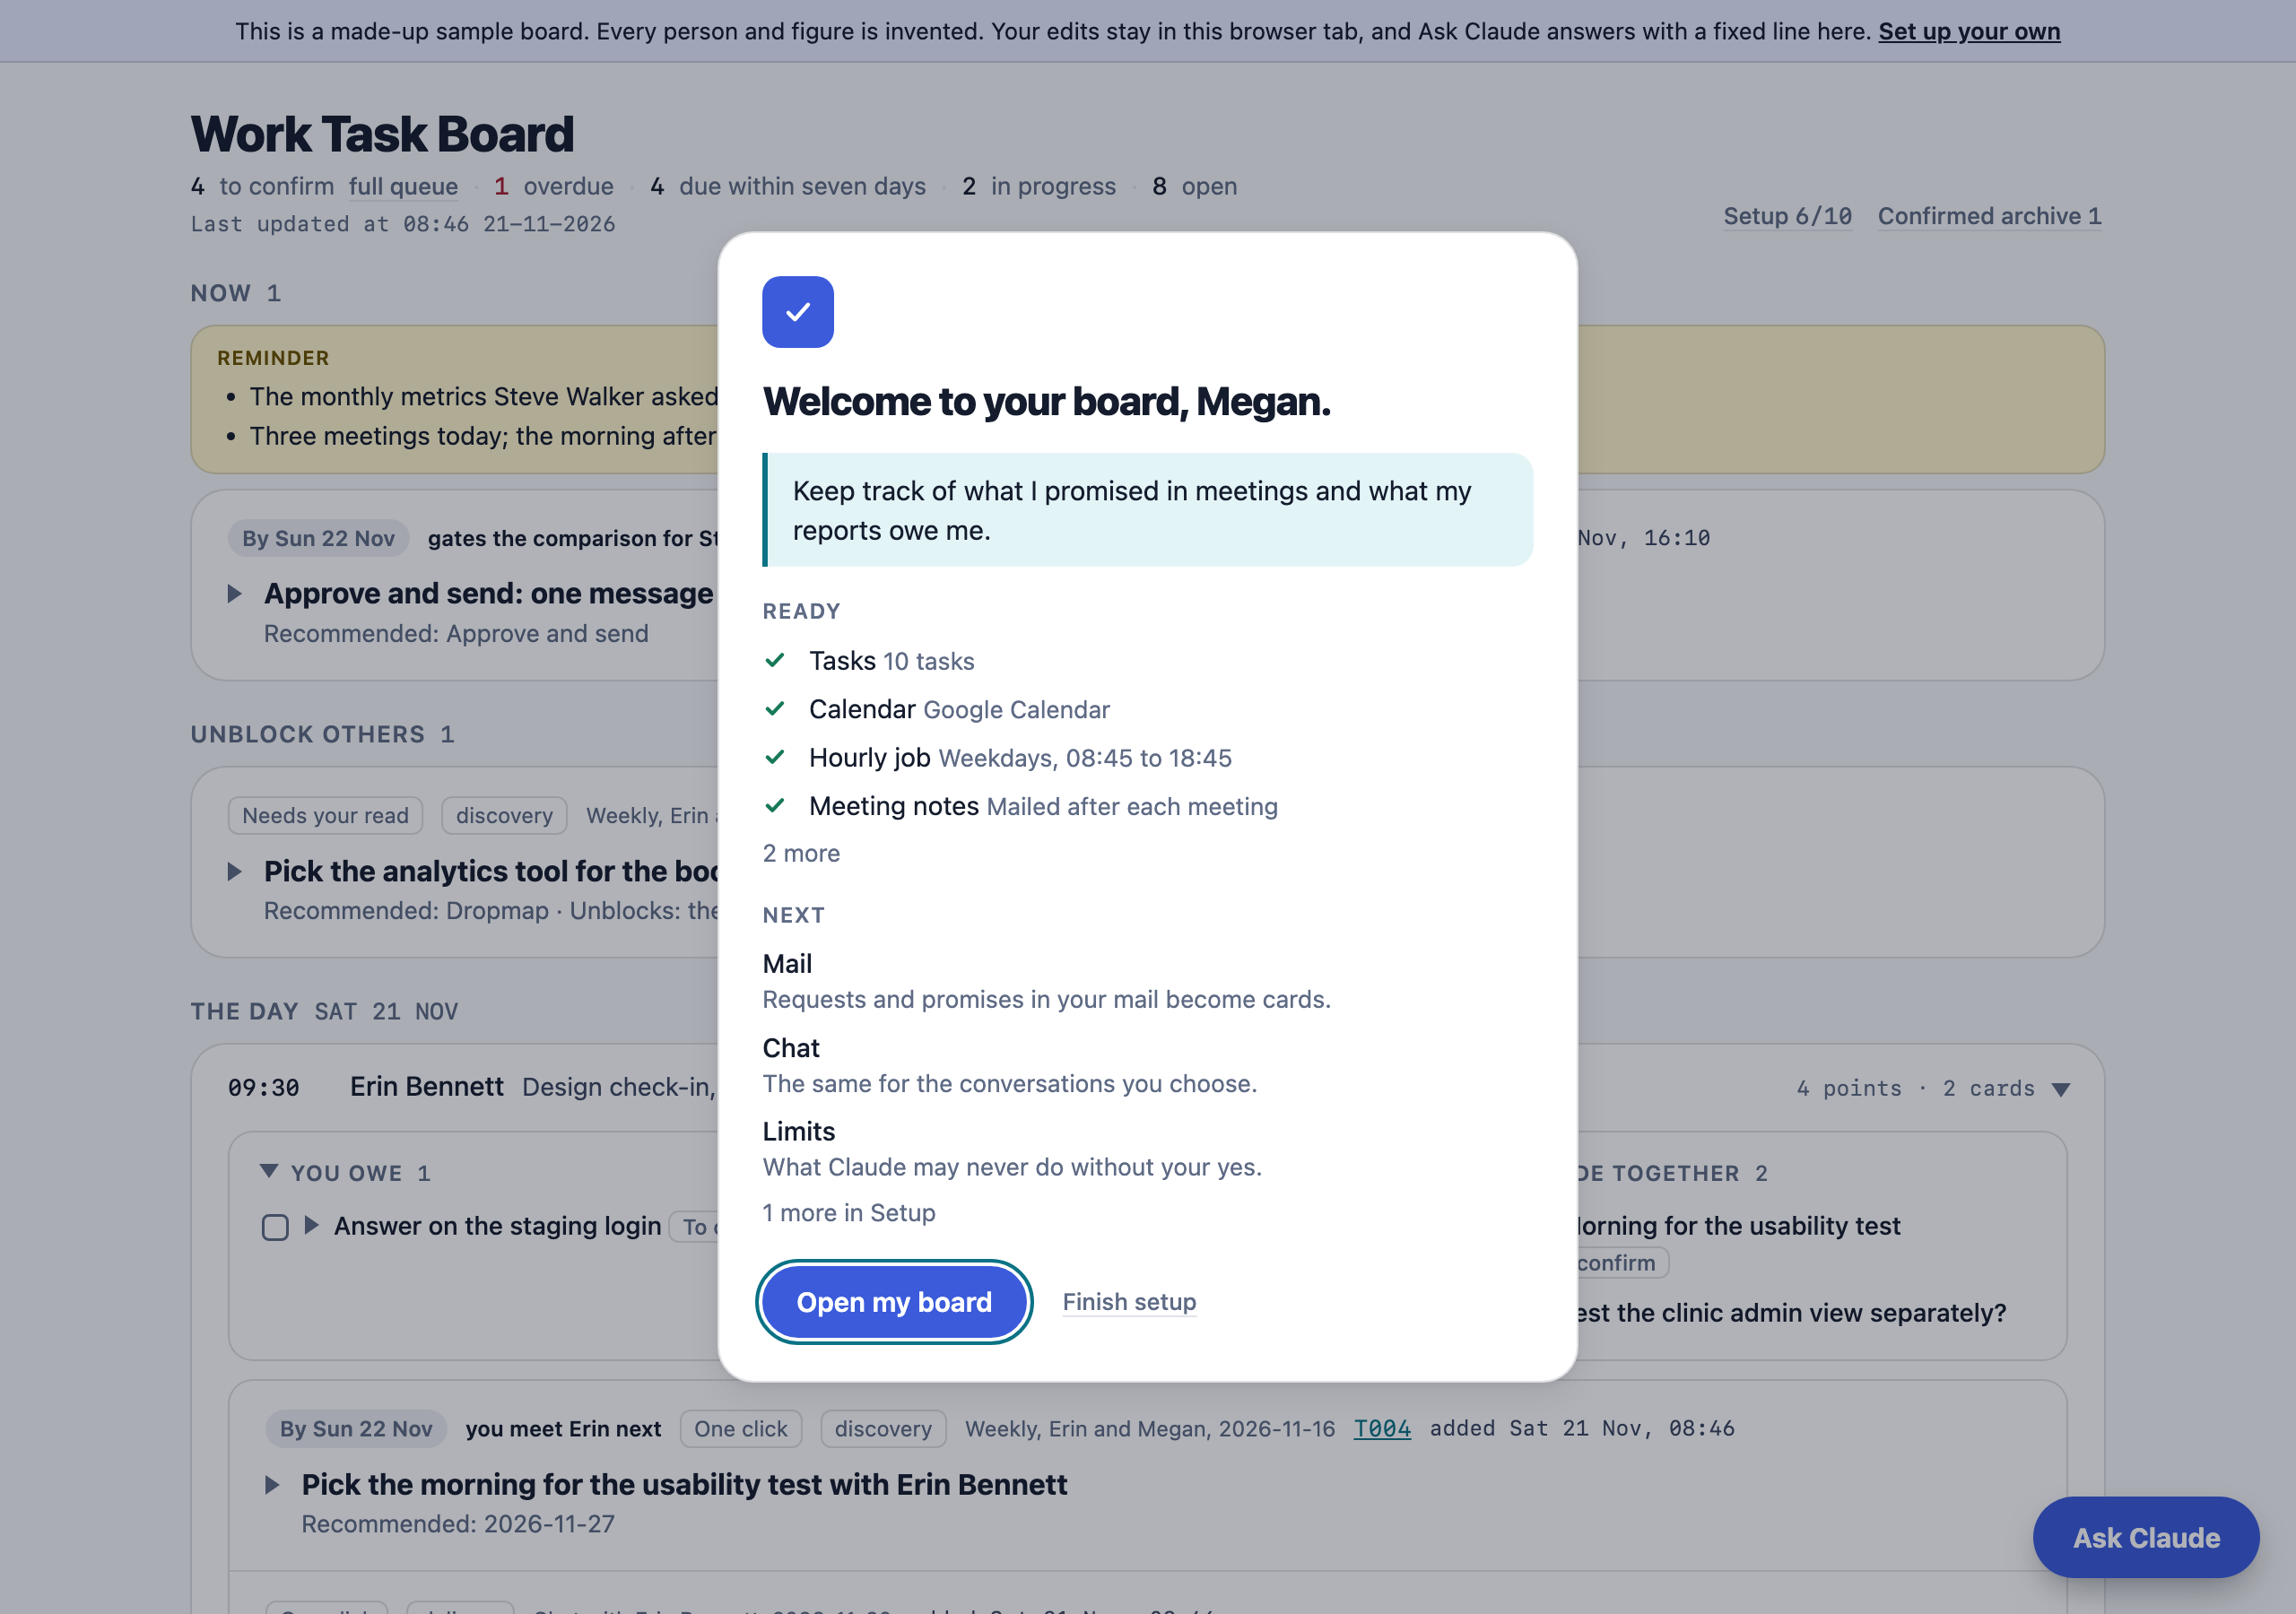 This is a made-up sample board. Every person and figure is invented. Your edits stay in this browser tab, and Ask Claude answers with a fixed line here. Set up your own
Work Task Board
4 to confirm full queue · 1 overdue · 4 due within seven days · 2 in progress · 8 open
Last updated at 08:46 21-11-2026
Setup 6/10 Confirmed archive 1
NOW 1
REMINDER
• The monthly metrics Steve Walker asked
• Three meetings today; the morning after
By Sun 22 Nov gates the comparison for
Nov, 16:10
Approve and send: one message
Recommended: Approve and send
UNBLOCK OTHERS 1
Needs your read discovery Weekly, Erin
Pick the analytics tool for the
Recommended: Dropmap · Unblocks:
THE DAY SAT 21 NOV
09:30 Erin Bennett Design check-in,
4 points · 2 cards
YOU OWE 1
Answer on the staging login To
TOGETHER 2
for the usability test
confirm
the clinic admin view separately?
By Sun 22 Nov you meet Erin next One click discovery Weekly, Erin and Megan, 2026-11-16 T004 added Sat 21 Nov, 08:46
Pick the morning for the usability test with Erin Bennett
Recommended: 2026-11-27
Welcome to your board, Megan.
Keep track of what I promised in meetings and what my
reports owe me.
READY
Tasks 10 tasks
Calendar Google Calendar
Hourly job Weekdays, 08:45 to 18:45
Meeting notes Mailed after each meeting
2 more
NEXT
Mail
Requests and promises in your mail become cards.
Chat
The same for the conversations you choose.
Limits
What Claude may never do without your yes.
1 more in Setup
Open my board Finish setup
Ask Claude